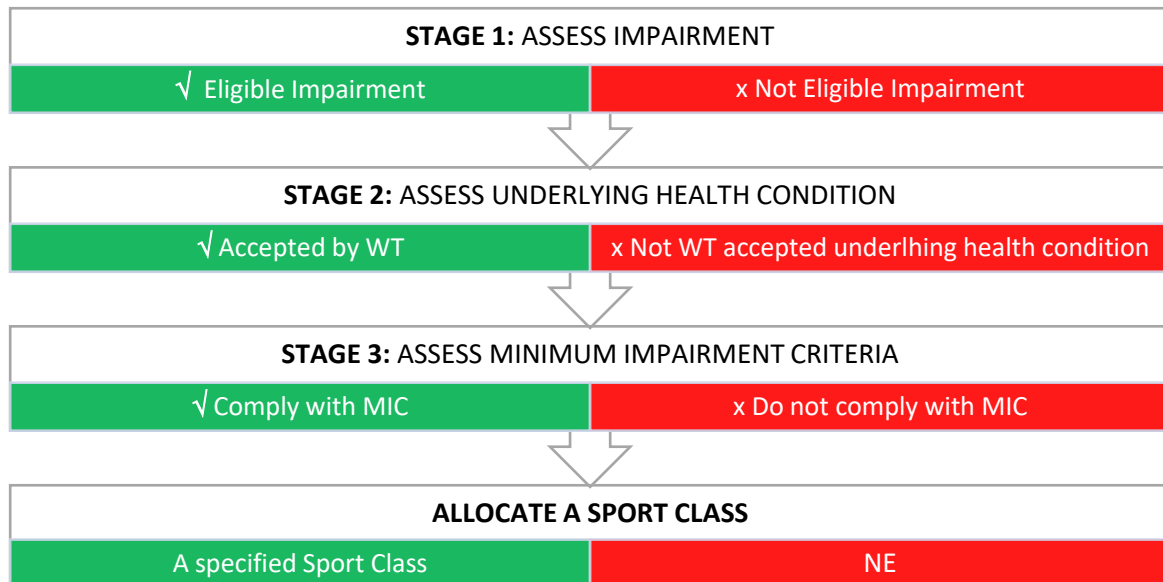 STAGE 1: ASSESS IMPAIRMENT
√ Eligible Impairment
x Not Eligible Impairment
STAGE 2: ASSESS UNDERLYING HEALTH CONDITION
√ Accepted by WT
x Not WT accepted underlhing health condition
STAGE 3: ASSESS MINIMUM IMPAIRMENT CRITERIA
√ Comply with MIC
x Do not comply with MIC
ALLOCATE A SPORT CLASS
A specified Sport Class
NE